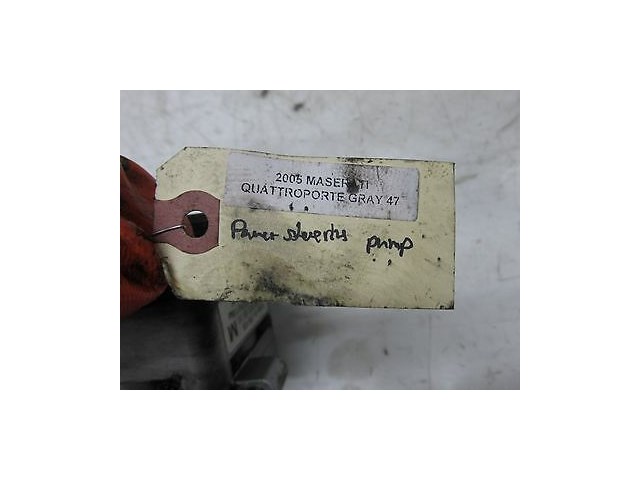 2005 MASERATI
QUATTROPORTE GRAY 47
Power steering pump
M